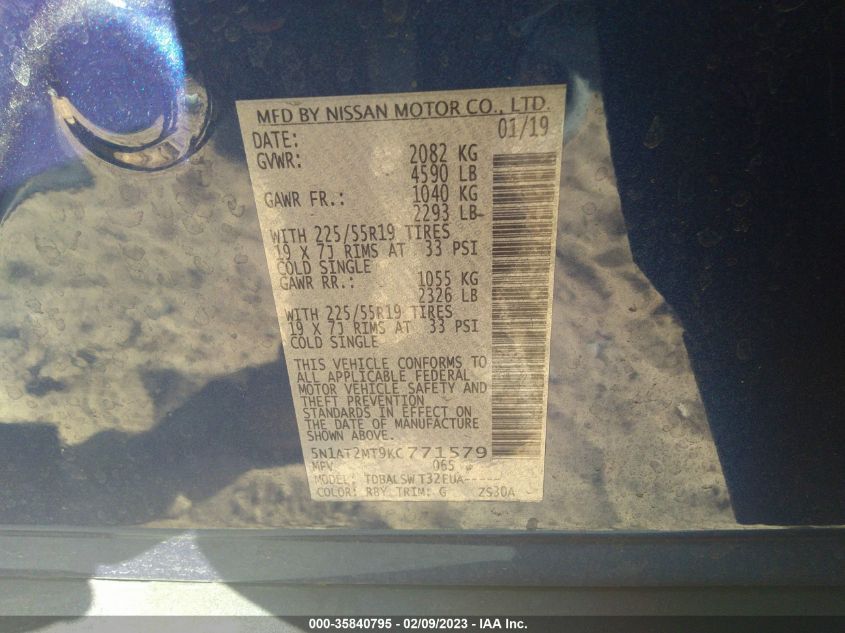 MFD BY NISSAN MOTOR CO., LTD.
DATE: 01/19
GVWR: 2082 KG
4590 LB
GAWR FR.: 1040 KG
2293 LB
WITH 225/55R19 TIRES
19 X 7J RIMS AT 33 PSI
COLD SINGLE
GAWR RR.: 1055 KG
2326 LB
WITH 225/55R19 TIRES
19 X 7J RIMS AT 33 PSI
COLD SINGLE
THIS VEHICLE CONFORMS TO
ALL APPLICABLE FEDERAL
MOTOR VEHICLE SAFETY AND
THEFT PREVENTION
STANDARDS IN EFFECT ON
THE DATE OF MANUFACTURE
SHOWN ABOVE.
5N1AT2MT9KC771579
MPV 065
MODEL: TDBALSWT32EUA-----
COLOR: RBY TRIM: G ZS30A
000-35840795 - 02/09/2023 - IAA Inc.